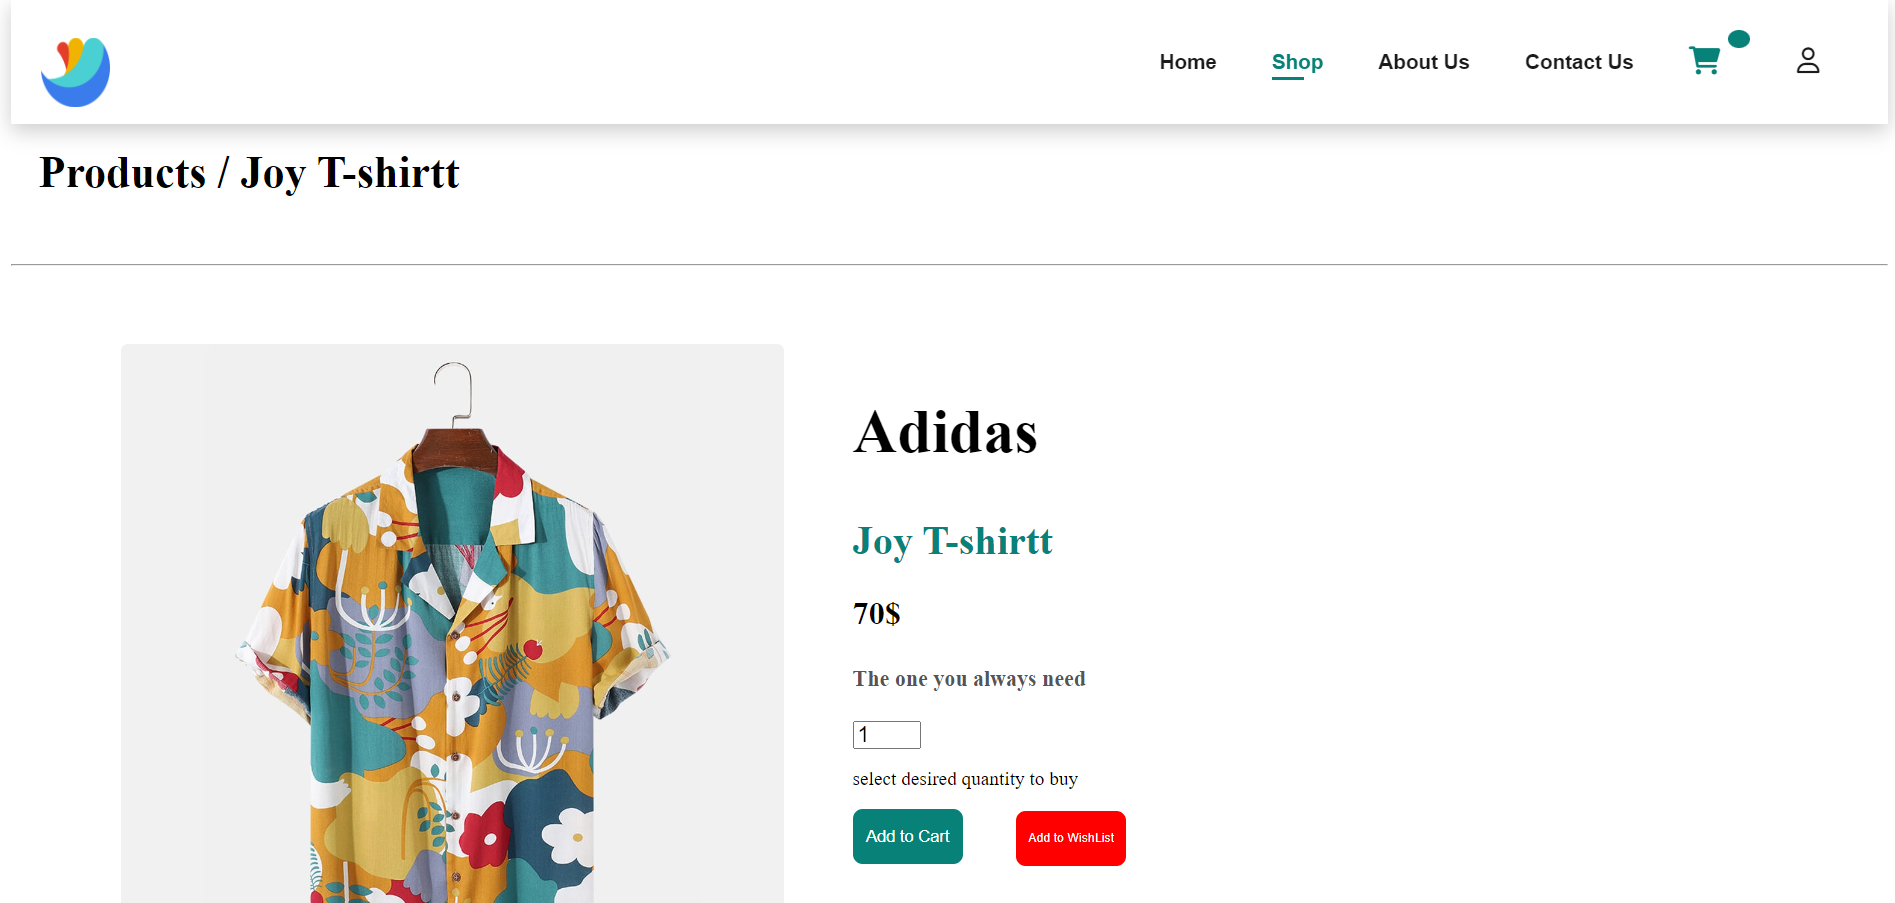 Home Shop About Us Contact Us
Products / Joy T-shirtt
Adidas
Joy T-shirtt
70$
The one you always need
1
select desired quantity to buy
Add to Cart Add to WishList